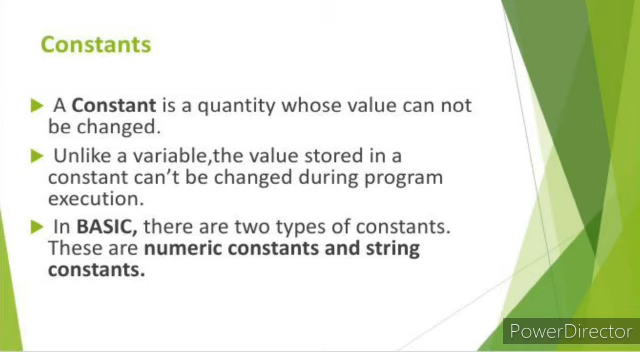 Constants
A Constant is a quantity whose value can not
be changed.
Unlike a variable,the value stored in a
constant can't be changed during program
execution.
In BASIC, there are two types of constants.
These are numeric constants and string
constants.
PowerDirector